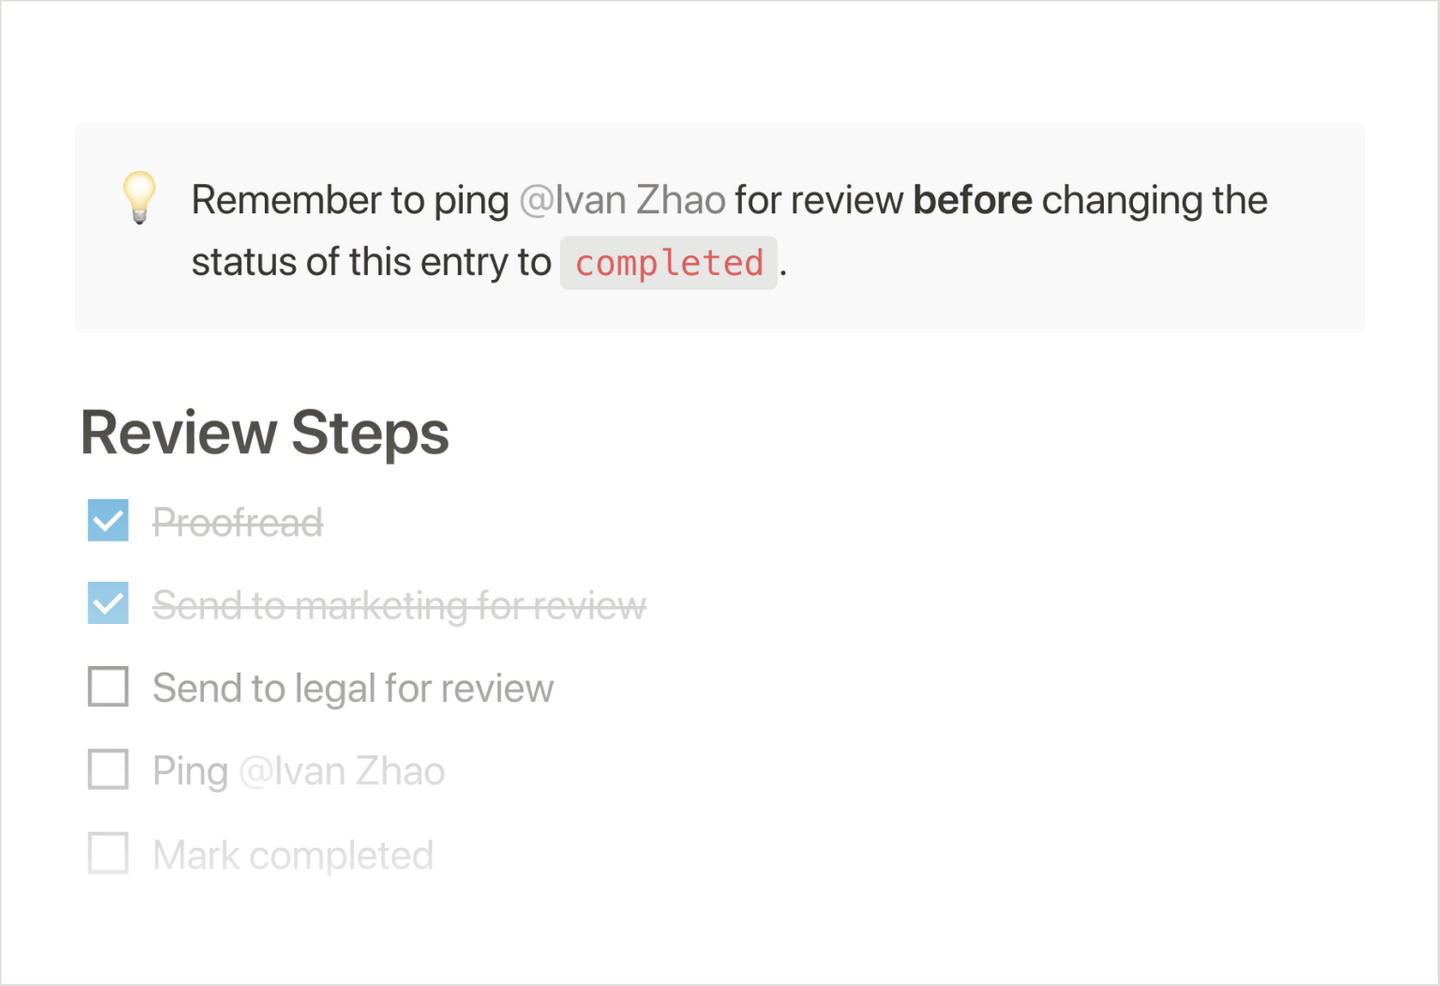 Remember to ping @Ivan Zhao for review before changing the
status of this entry to completed.
Review Steps
Proofread
Send to marketing for review
Send to legal for review
Ping @Ivan Zhao
Mark completed